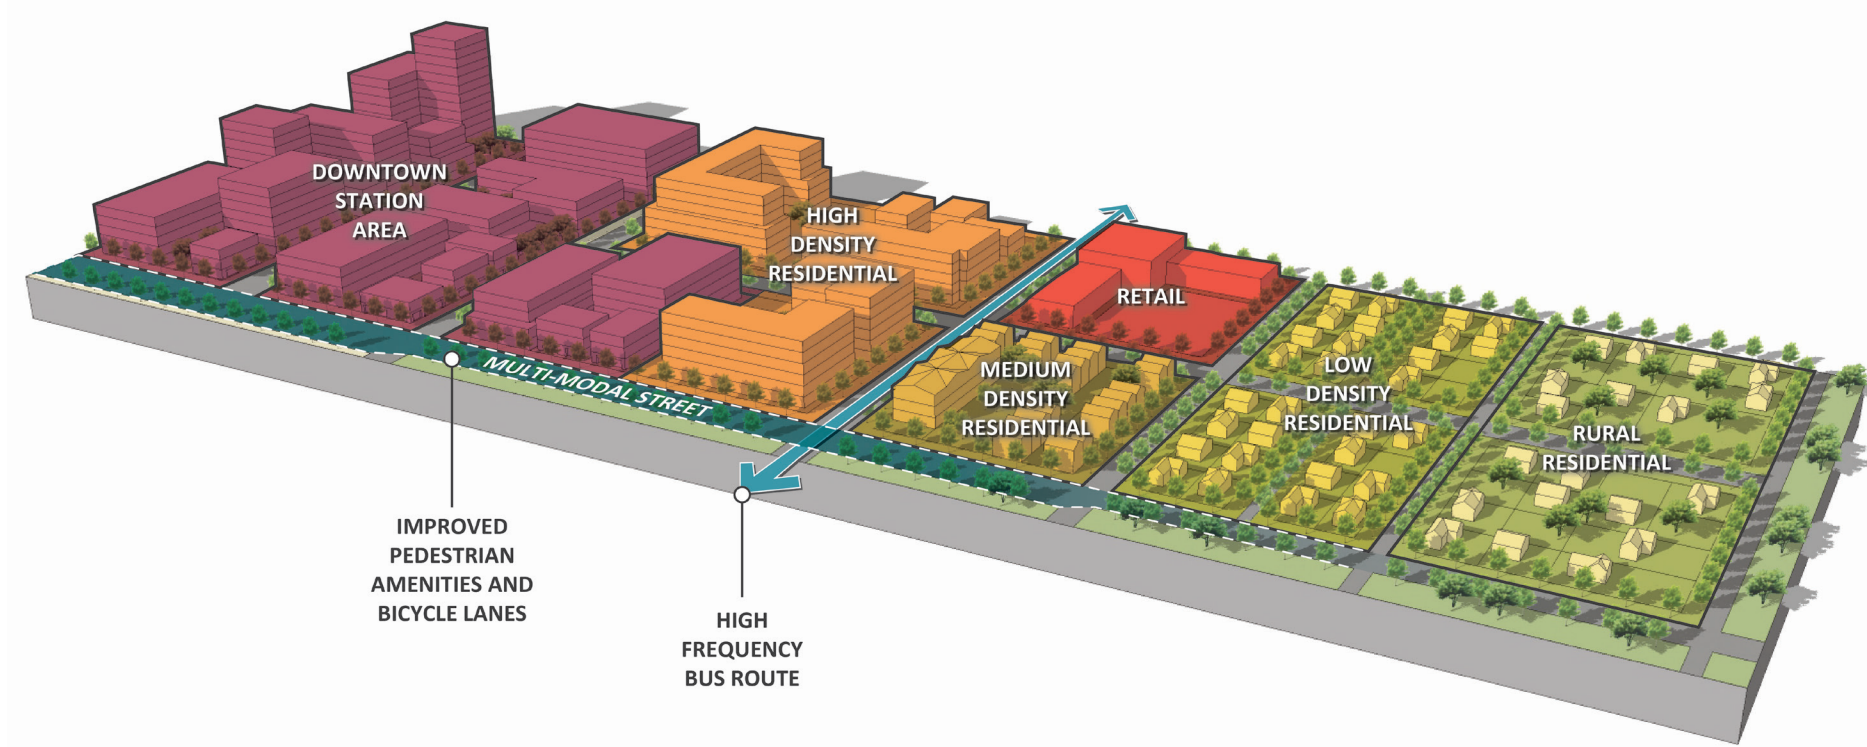 DOWNTOWN
STATION
AREA
HIGH
DENSITY
RESIDENTIAL
RETAIL
MEDIUM
DENSITY
RESIDENTIAL
LOW
DENSITY
RESIDENTIAL
RURAL
RESIDENTIAL
MULTI-MODAL STREET
IMPROVED
PEDESTRIAN
AMENITIES AND
BICYCLE LANES
HIGH
FREQUENCY
BUS ROUTE